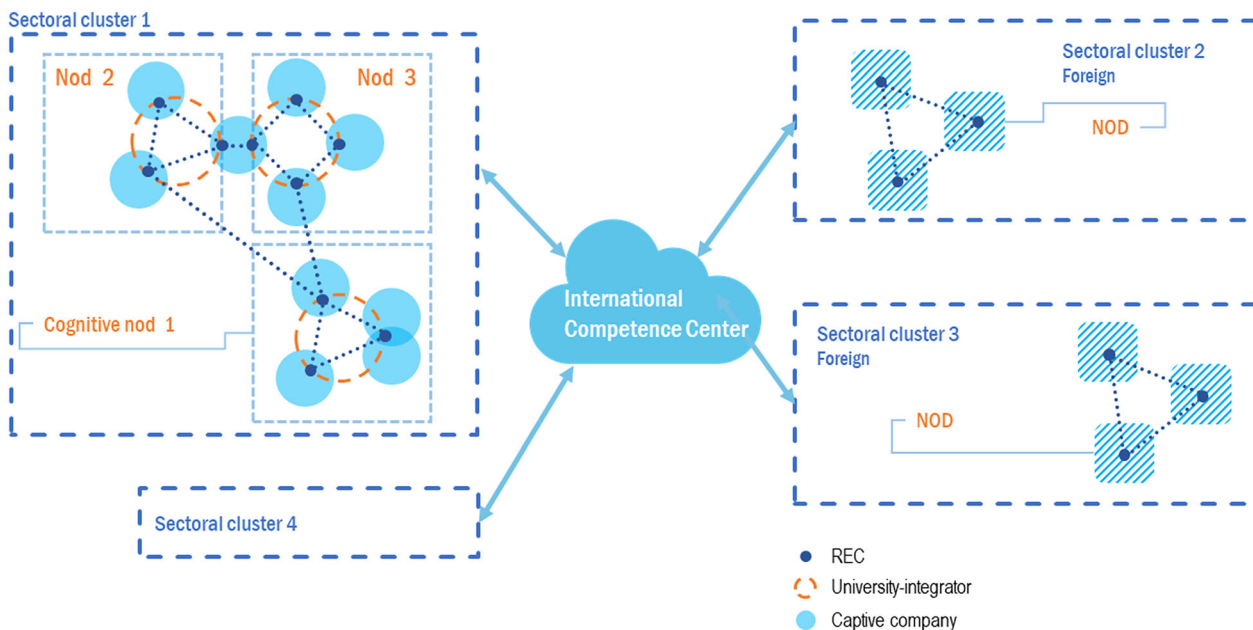 Sectoral cluster 1
Nod 2
Nod 3
Cognitive nod 1
Sectoral cluster 4
International
Competence Center
Sectoral cluster 2
Foreign
NOD
Sectoral cluster 3
Foreign
NOD
REC
University-integrator
Captive company